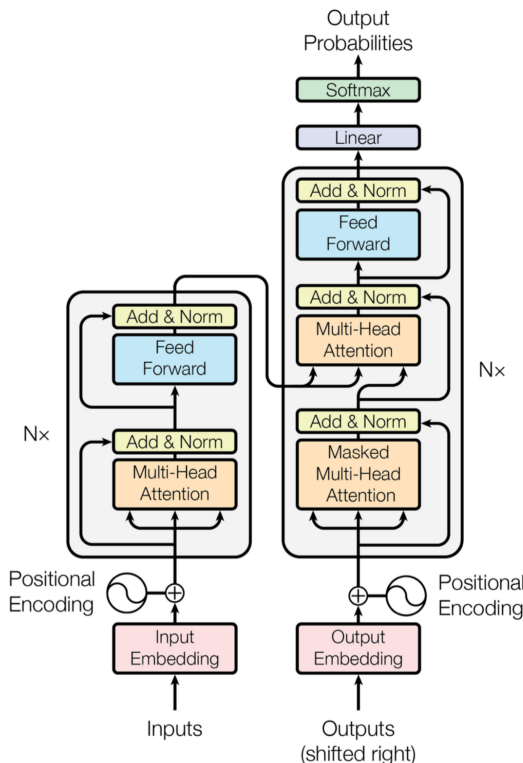 Output
Probabilities
Softmax
Linear
Add & Norm
Feed
Forward
Add & Norm
Multi-Head
Attention
Nx
Add & Norm
Masked
Multi-Head
Attention
Add & Norm
Feed
Forward
Nx
Add & Norm
Multi-Head
Attention
Positional
Encoding
Positional
Encoding
Input
Embedding
Output
Embedding
Inputs
Outputs
(shifted right)